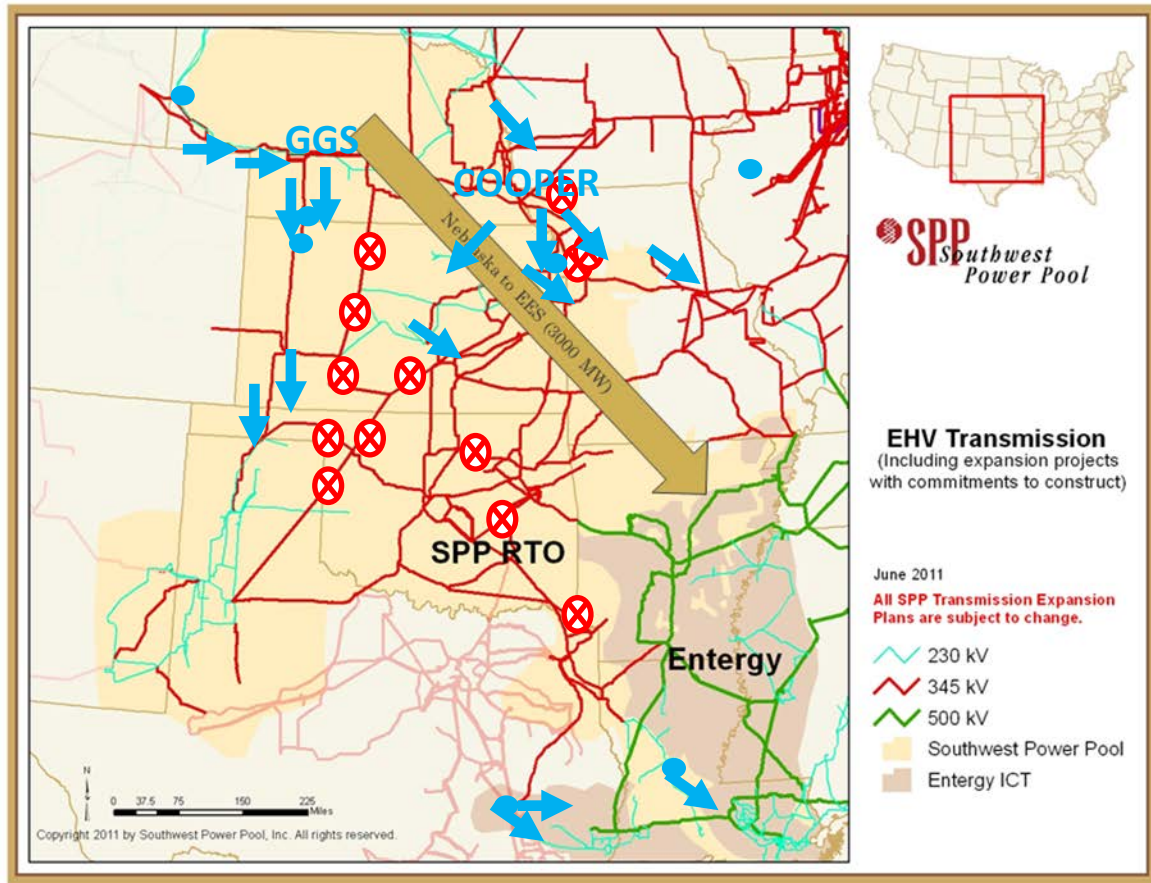 GGS
COOPER
Nebraska to EES (3000 MW)
SPP RTO
Entergy
N
0 37.5 75 150 225
Miles
Copyright 2011 by Southwest Power Pool, Inc. All rights reserved.
SPP Southwest
Power Pool
EHV Transmission
(Including expansion projects
with commitments to construct)
June 2011
All SPP Transmission Expansion
Plans are subject to change.
230 kV
345 kV
500 kV
Southwest Power Pool
Entergy ICT